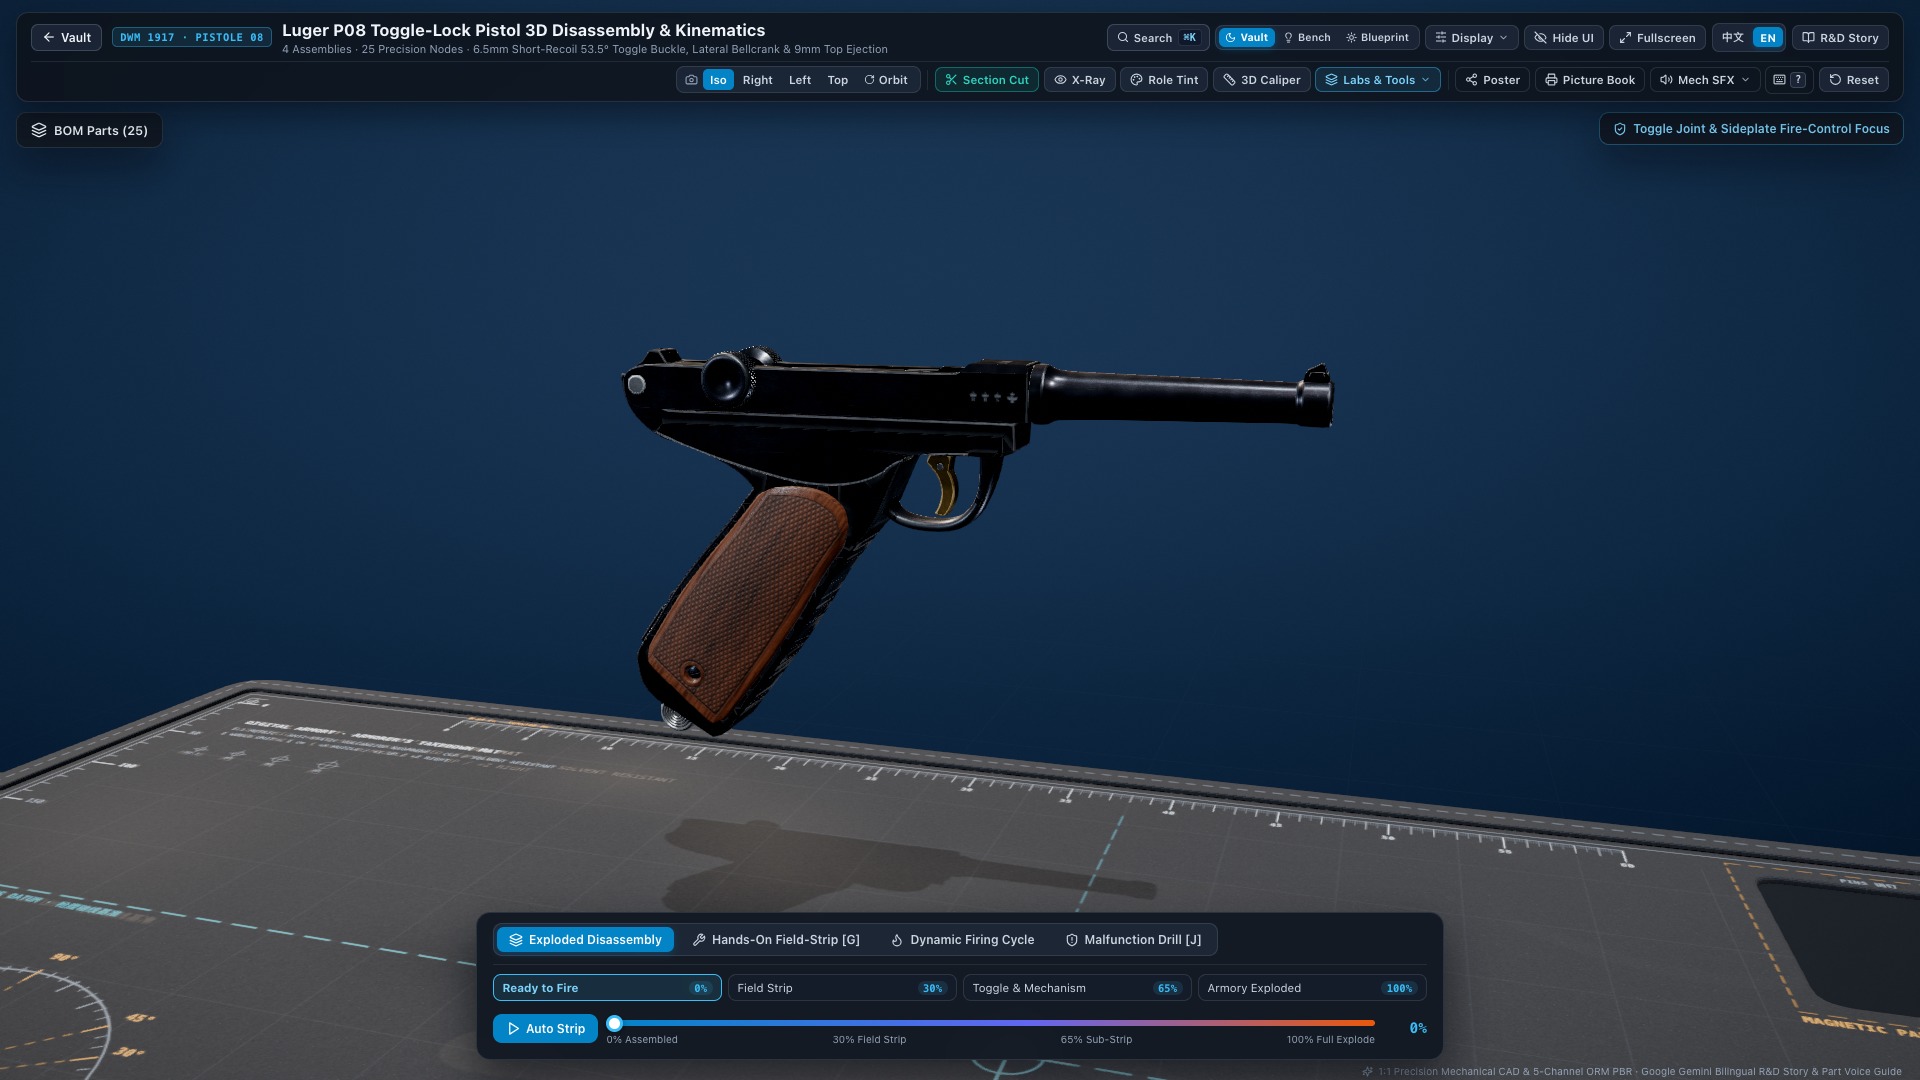 Vault
DWM 1917 · PISTOLE 08
Luger P08 Toggle-Lock Pistol 3D Disassembly & Kinematics
4 Assemblies · 25 Precision Nodes · 6.5mm Short-Recoil 53.5° Toggle Buckle, Lateral Bellcrank & 9mm Top Ejection
Search ⌘K
Vault Bench Blueprint
Display
Hide UI
Fullscreen
中文 EN
R&D Story
Iso Right Left Top Orbit
Section Cut
X-Ray
Role Tint
3D Caliper
Labs & Tools
Poster
Picture Book
Mech SFX
?
Reset
BOM Parts (25)
Toggle Joint & Sideplate Fire-Control Focus
90°
45°
30°
Exploded Disassembly
Hands-On Field-Strip [G]
Dynamic Firing Cycle
Malfunction Drill [J]
Ready to Fire 0%
Field Strip 30%
Toggle & Mechanism 65%
Armory Exploded 100%
Auto Strip
0%
0% Assembled
30% Field Strip
65% Sub-Strip
100% Full Explode
1:1 Precision Mechanical CAD & 5-Channel ORM PBR · Google Gemini Bilingual R&D Story & Part Voice Guide